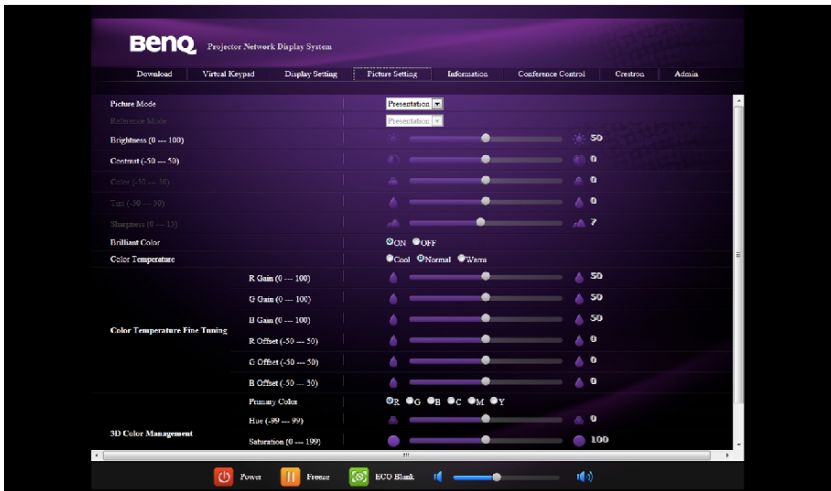 BenQ Projector Network Display System
Download Virtual Keypad Display Setting Picture Setting Information Conference Control Crestron Admin
Picture Mode Presentation
Reference Mode Presentation
Brightness (0 --- 100) 50
Contrast (-50 --- 50) 0
Color (-50 --- 50) 0
Tint (-50 --- 50) 0
Sharpness (0 --- 15) 7
Brilliant Color ON OFF
Color Temperature Cool Normal Warm
Color Temperature Fine Tuning
R Gain (0 --- 100) 50
G Gain (0 --- 100) 50
B Gain (0 --- 100) 50
R Offset (-50 --- 50) 0
G Offset (-50 --- 50) 0
B Offset (-50 --- 50) 0
3D Color Management
Primary Color R G B C M Y
Hue (-99 --- 99) 0
Saturation (0 --- 199) 100
Power Freeze ECO Blank